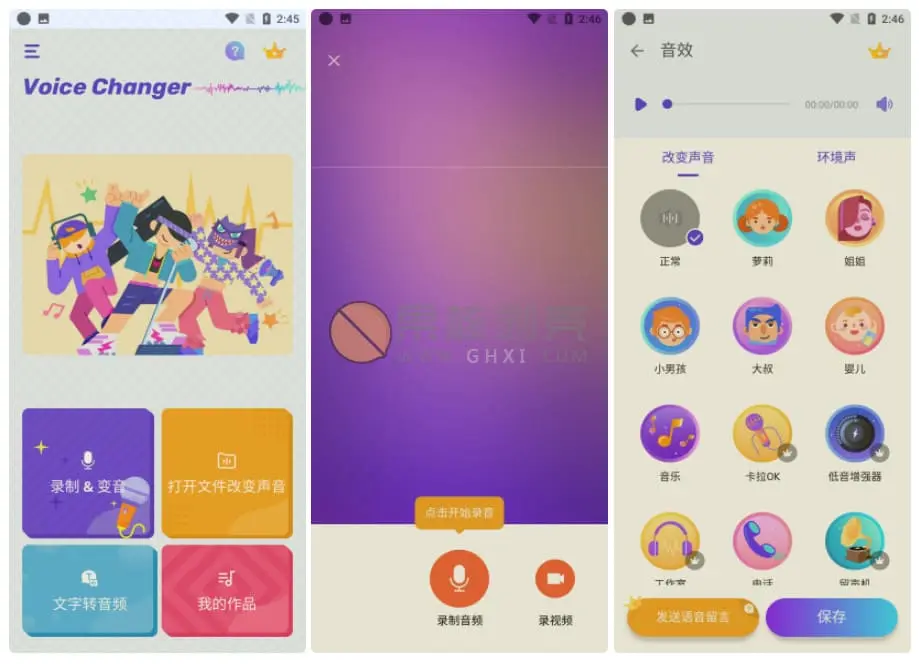 2:45
Voice Changer
录制 & 变音
打开文件改变声音
文字转音频
我的作品
2:46
WWW.GHXI.COM
点击开始录音
录制音频
录视频
2:46
音效
00:00/00:00
改变声音
环境声
正常
萝莉
姐姐
小男孩
大叔
婴儿
音乐
卡拉OK
低音增强器
工作室
电话
留声机
发送语音留言
保存